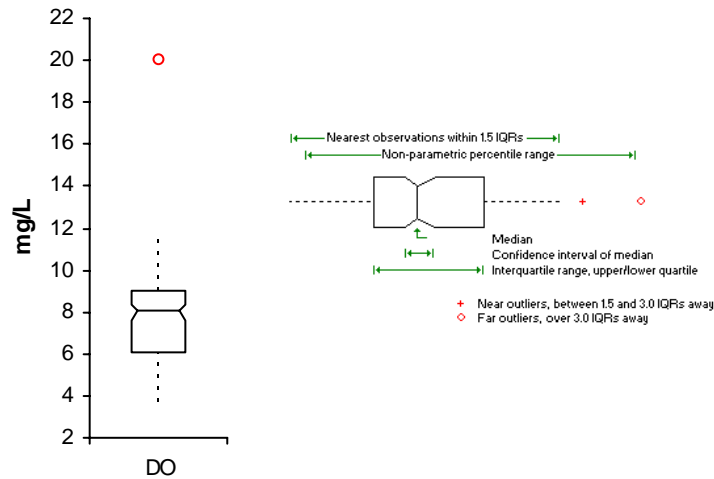 22
20
18
16
14
12
10
8
6
4
2
mg/L
DO
Nearest observations within 1.5 IQRs
Non-parametric percentile range
Median
Confidence interval of median
Interquartile range, upper/lower quartile
+ Near outliers, between 1.5 and 3.0 IQRs away
Far outliers, over 3.0 IQRs away